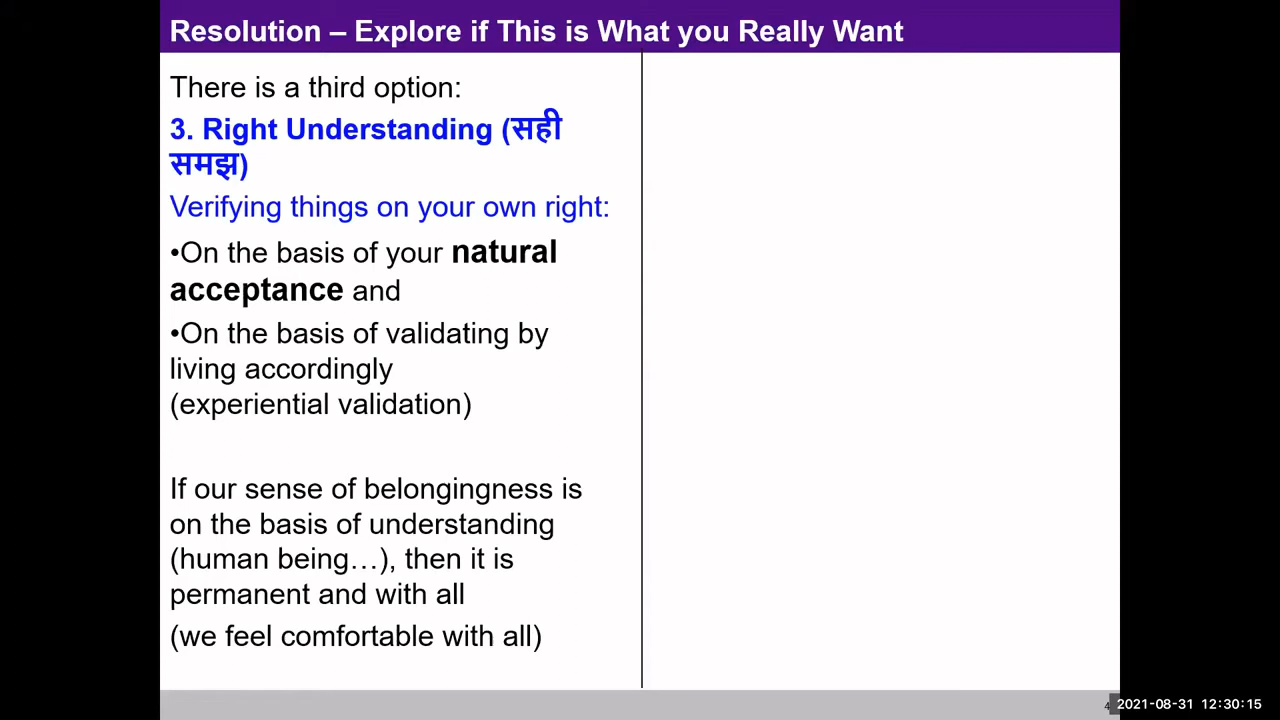 Resolution – Explore if This is What you Really Want
There is a third option:
3. Right Understanding (सही
समझ)
Verifying things on your own right:
•On the basis of your natural
acceptance and
•On the basis of validating by
living accordingly
(experiential validation)
If our sense of belongingness is
on the basis of understanding
(human being…), then it is
permanent and with all
(we feel comfortable with all)
4
2021-08-31 12:30:15